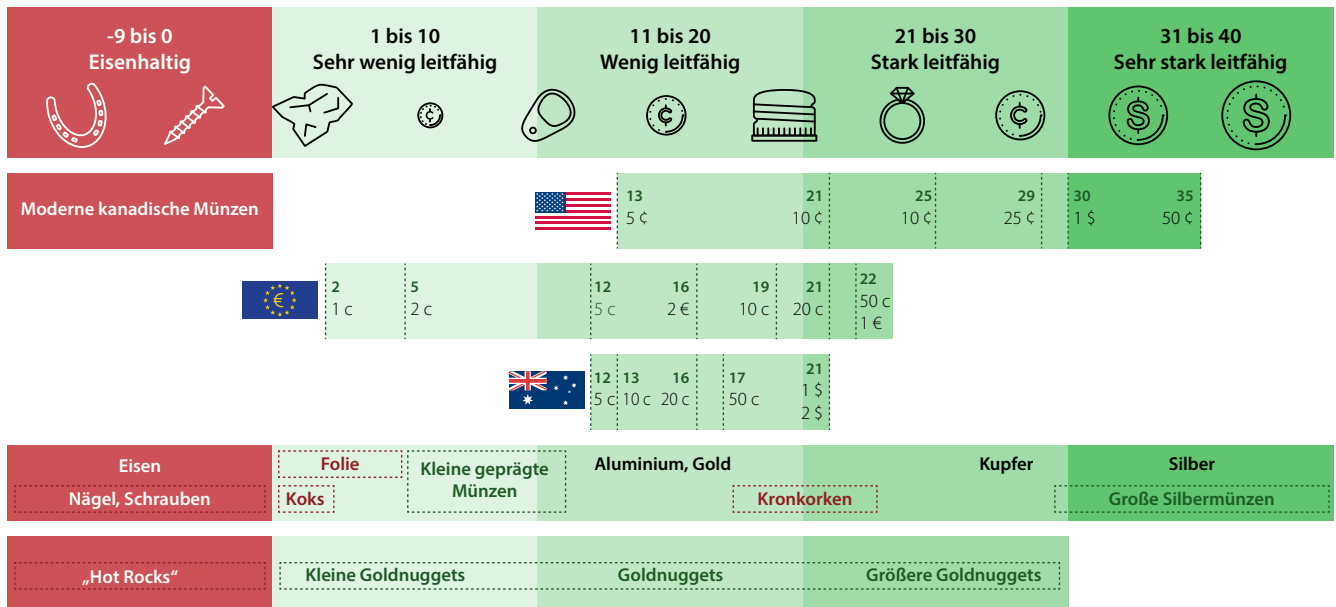 -9 bis 0
Eisenhaltig
1 bis 10
Sehr wenig leitfähig
11 bis 20
Wenig leitfähig
21 bis 30
Stark leitfähig
31 bis 40
Sehr stark leitfähig
¢
¢
¢
$
$
Moderne kanadische Münzen
13 21 25 29 30 35
5 ¢ 10 ¢ 10 ¢ 25 ¢ 1 $ 50 ¢
€
2 5 12 16 19 21 22
1 c 2 c 5 c 2 € 10 c 20 c 50 c
1 €
12 13 16 17 21
5 c 10 c 20 c 50 c 1 $
2 $
Eisen
Nägel, Schrauben
Folie
Koks
Kleine geprägte
Münzen
Aluminium, Gold
Kronkorken
Kupfer
Silber
Große Silbermünzen
„Hot Rocks“
Kleine Goldnuggets
Goldnuggets
Größere Goldnuggets